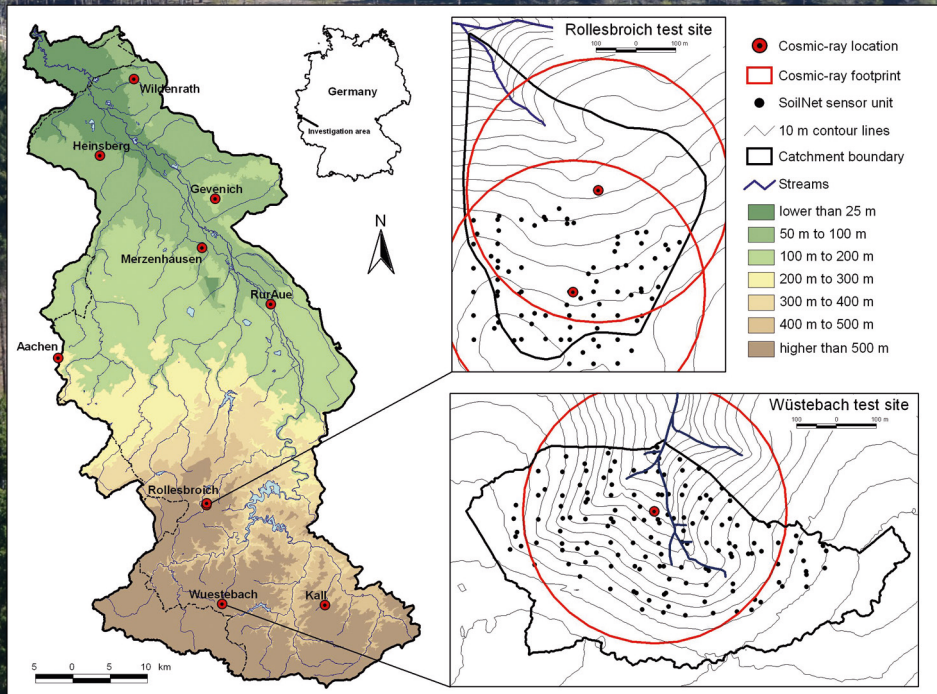 Wildenrath
Heinsberg
Gevenich
Merzenhausen
RurAue
Aachen
Rollesbroich
Wuestebach
Kall
5 0 5 10 km
N
Germany
Investigation area
Rollesbroich test site
100 0 100 m
Cosmic-ray location
Cosmic-ray footprint
SoilNet sensor unit
10 m contour lines
Catchment boundary
Streams
lower than 25 m
50 m to 100 m
100 m to 200 m
200 m to 300 m
300 m to 400 m
400 m to 500 m
higher than 500 m
Wüstebach test site
100 0 100 m